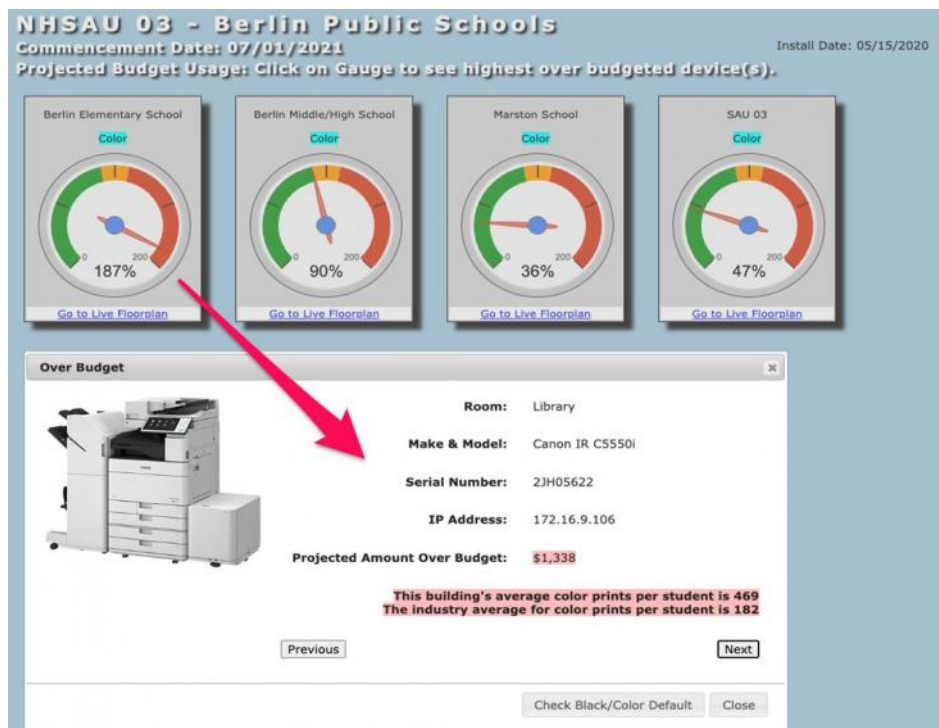 NHSAU 03 - Berlin Public Schools
Commencement Date: 07/01/2021
Install Date: 05/15/2020
Projected Budget Usage: Click on Gauge to see highest over budgeted device(s).
Berlin Elementary School
Color
0 200
187%
Go to Live Floorplan
Berlin Middle/High School
Color
0 200
90%
Go to Live Floorplan
Marston School
Color
0 200
36%
Go to Live Floorplan
SAU 03
Color
0 200
47%
Go to Live Floorplan
Over Budget
Room: Library
Make & Model: Canon IR C5550i
Serial Number: 2JH05622
IP Address: 172.16.9.106
Projected Amount Over Budget: $1,338
This building's average color prints per student is 469
The industry average for color prints per student is 182
Previous Next
Check Black/Color Default Close